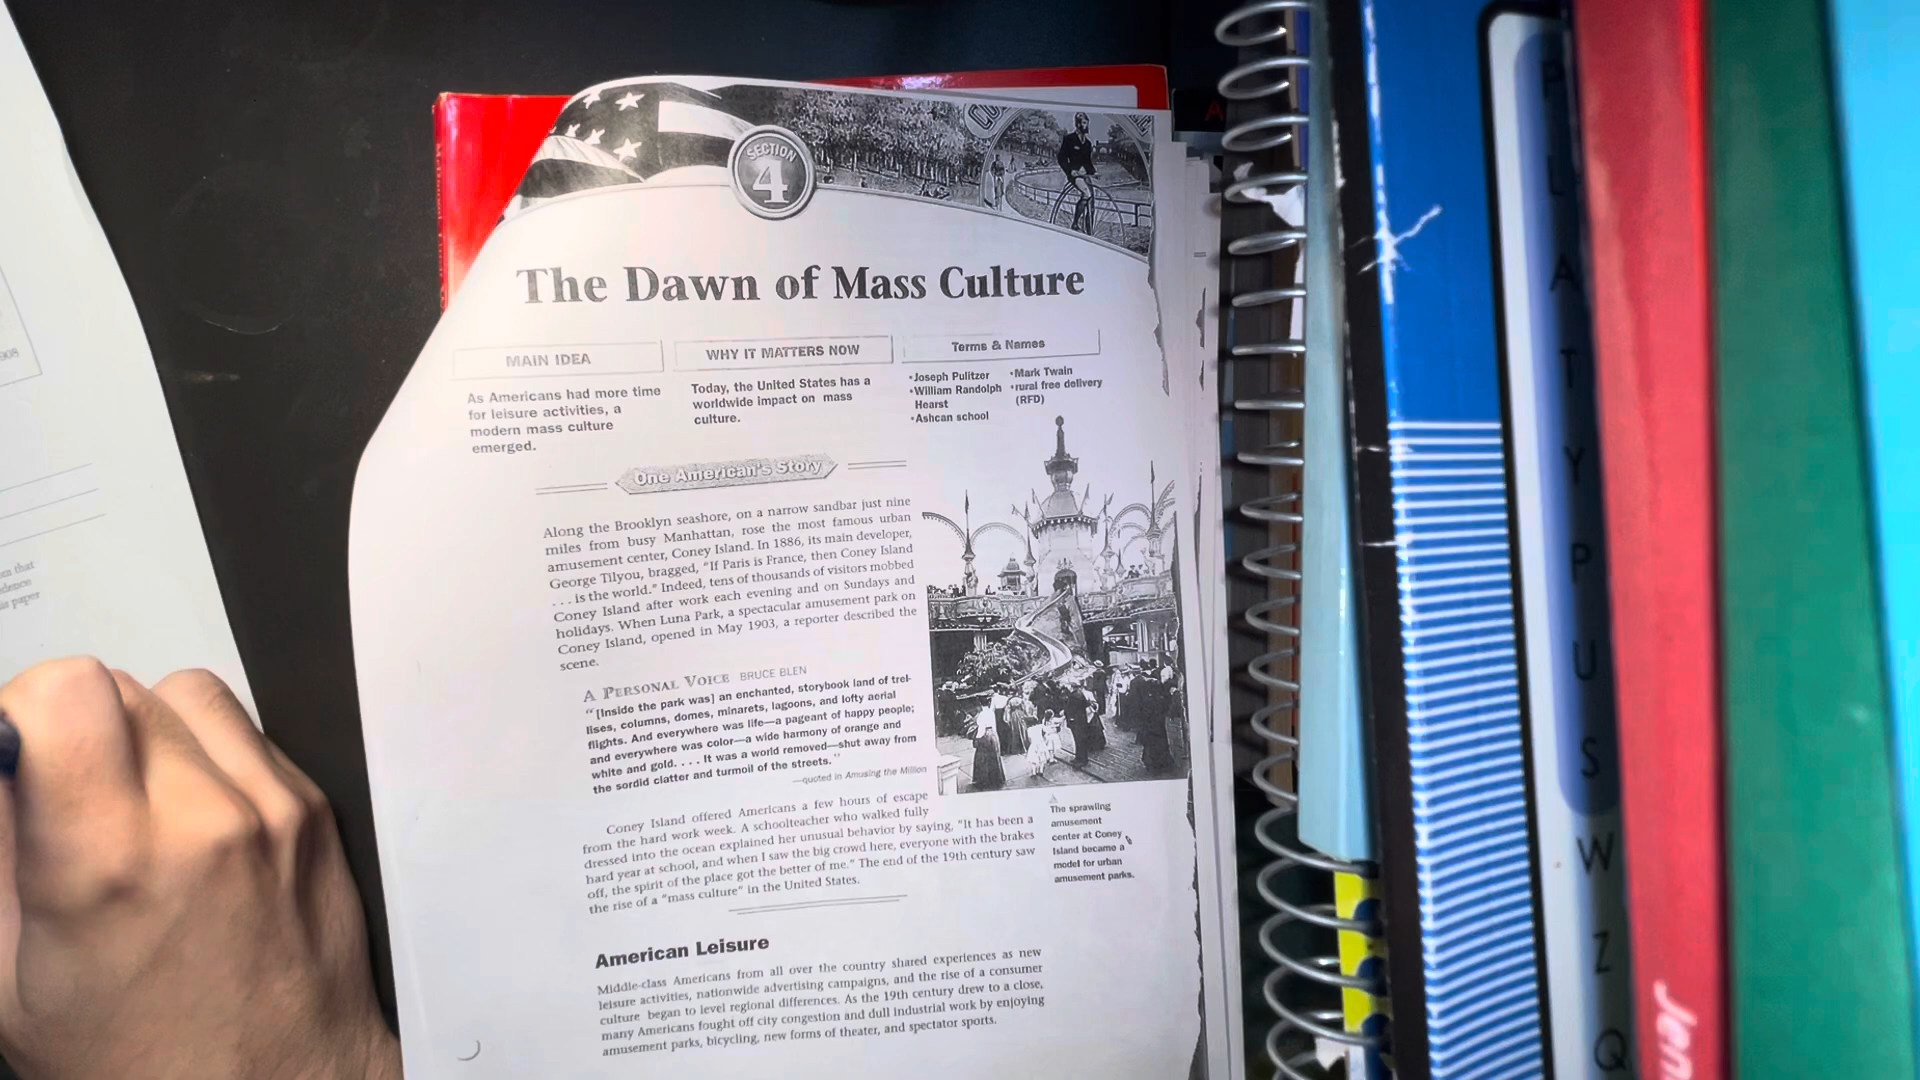 SECTION
4
The Dawn of Mass Culture
MAIN IDEA
As Americans had more time
for leisure activities, a
modern mass culture
emerged.
WHY IT MATTERS NOW
Today, the United States has a
worldwide impact on mass
culture.
Terms & Names
•Joseph Pulitzer
•William Randolph
Hearst
•Ashcan school
•Mark Twain
•rural free delivery
(RFD)
One American's Story
Along the Brooklyn seashore, on a narrow sandbar just nine
miles from busy Manhattan, rose the most famous urban
amusement center, Coney Island. In 1886, its main developer,
George Tilyou, bragged, "If Paris is France, then Coney Island
. . . is the world." Indeed, tens of thousands of visitors mobbed
Coney Island after work each evening and on Sundays and
holidays. When Luna Park, a spectacular amusement park on
Coney Island, opened in May 1903, a reporter described the
scene.
A PERSONAL VOICE BRUCE BLEN
"[Inside the park was] an enchanted, storybook land of trel-
lises, columns, domes, minarets, lagoons, and lofty aerial
flights. And everywhere was life—a pageant of happy people;
and everywhere was color—a wide harmony of orange and
white and gold. . . . It was a world removed—shut away from
the sordid clatter and turmoil of the streets."
—quoted in Amusing the Million
Coney Island offered Americans a few hours of escape
from the hard work week. A schoolteacher who walked fully
dressed into the ocean explained her unusual behavior by saying, "It has been a
hard year at school, and when I saw the big crowd here, everyone with the brakes
off, the spirit of the place got the better of me." The end of the 19th century saw
the rise of a "mass culture" in the United States.
The sprawling
amusement
center at Coney
Island became a
model for urban
amusement parks.
American Leisure
Middle-class Americans from all over the country shared experiences as new
leisure activities, nationwide advertising campaigns, and the rise of a consumer
culture began to level regional differences. As the 19th century drew to a close,
many Americans fought off city congestion and dull industrial work by enjoying
amusement parks, bicycling, new forms of theater, and spectator sports.
908
that
paper
PLATYPUS
W
Z
Q
Jen